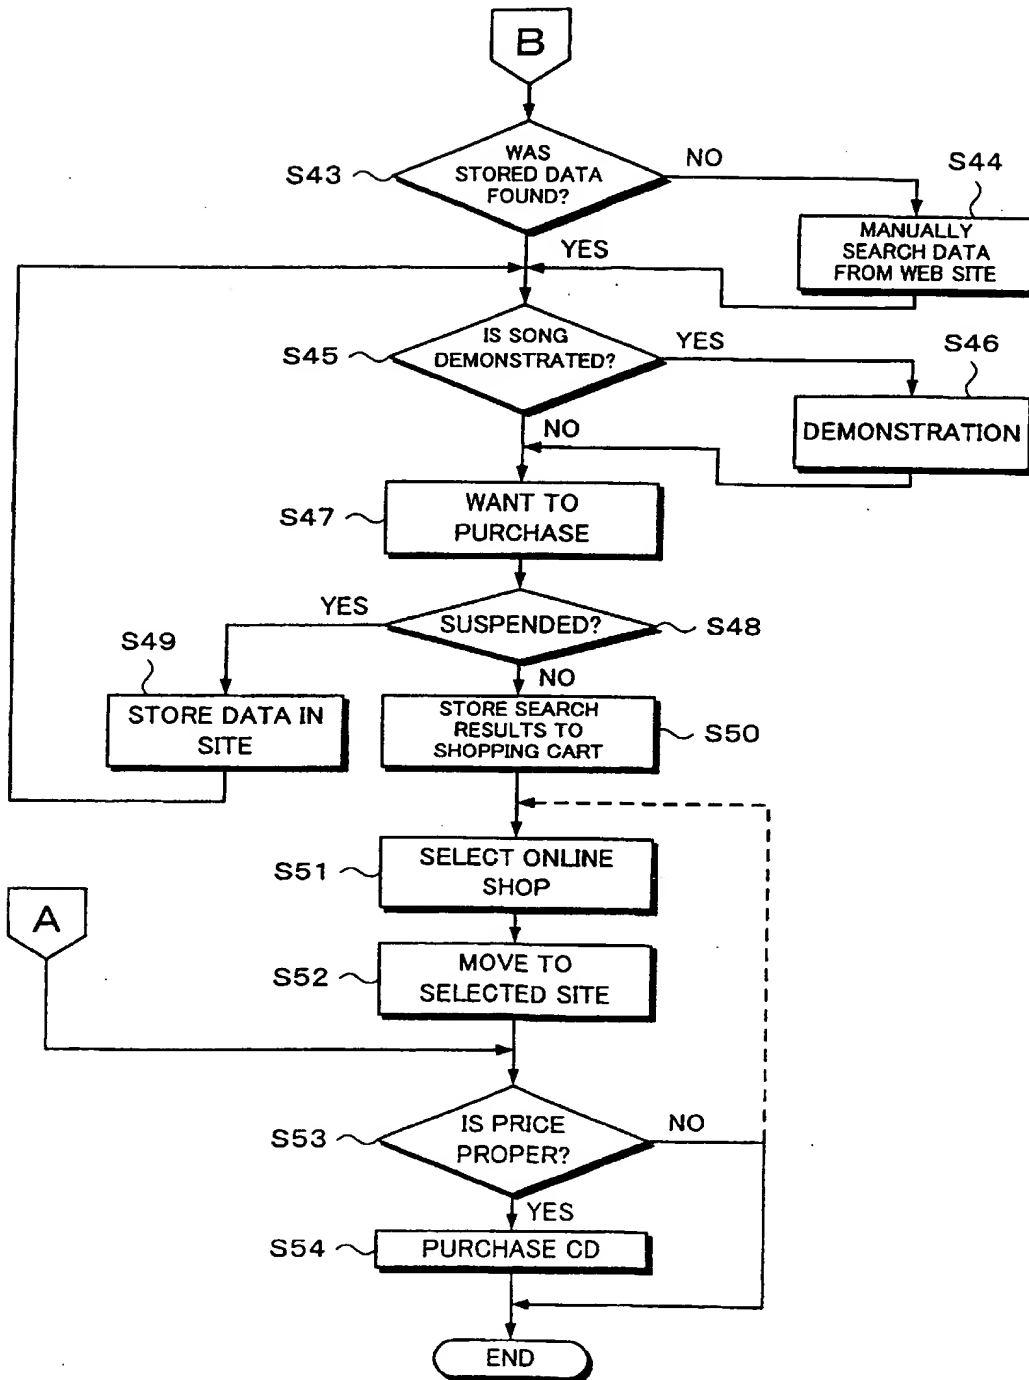 B
WAS
STORED DATA
FOUND?
S43
NO
S44
MANUALLY
SEARCH DATA
FROM WEB SITE
YES
IS SONG
DEMONSTRATED?
S45
YES
S46
DEMONSTRATION
NO
S47
WANT TO
PURCHASE
YES
SUSPENDED?
S48
S49
NO
STORE DATA IN
SITE
STORE SEARCH
RESULTS TO
SHOPPING CART
S50
S51
SELECT ONLINE
SHOP
A
S52
MOVE TO
SELECTED SITE
S53
IS PRICE
PROPER?
NO
YES
S54
PURCHASE CD
END